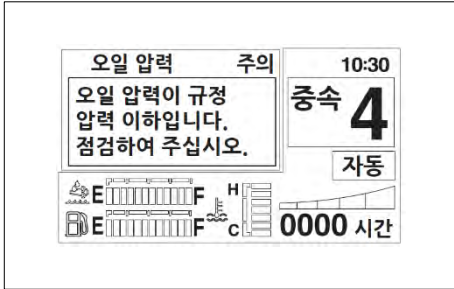 오일 압력 주의
오일 압력이 규정
압력 이하입니다.
점검하여 주십시오.
10:30
중속 4
자동
E F
E F
H
C
0000 시간